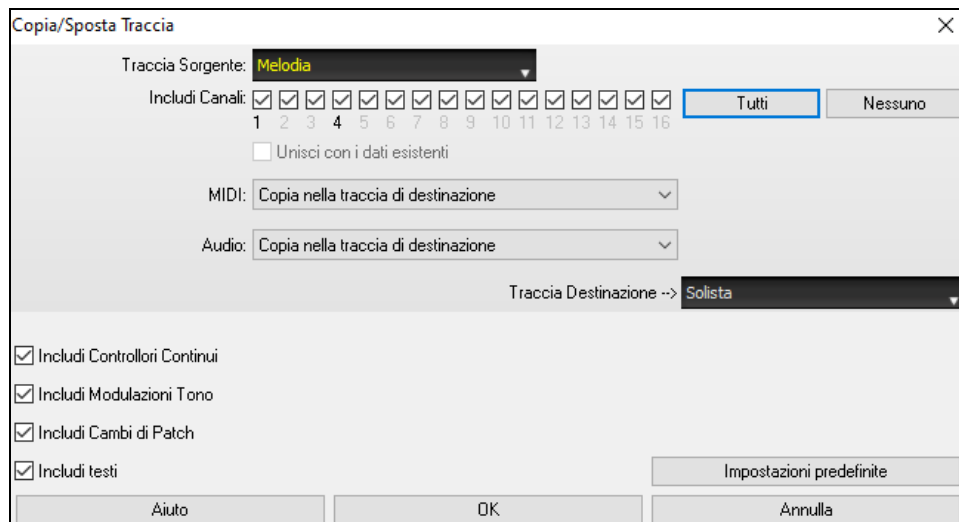 Copia/Sposta Traccia
Traccia Sorgente: Melodia
Includi Canali: Tutti Nessuno
1 2 3 4 5 6 7 8 9 10 11 12 13 14 15 16
Unisci con i dati esistenti
MIDI: Copia nella traccia di destinazione
Audio: Copia nella traccia di destinazione
Traccia Destinazione --> Solista
Includi Controllori Continui
Includi Modulazioni Tono
Includi Cambi di Patch
Includi testi Impostazioni predefinite
Aiuto OK Annulla